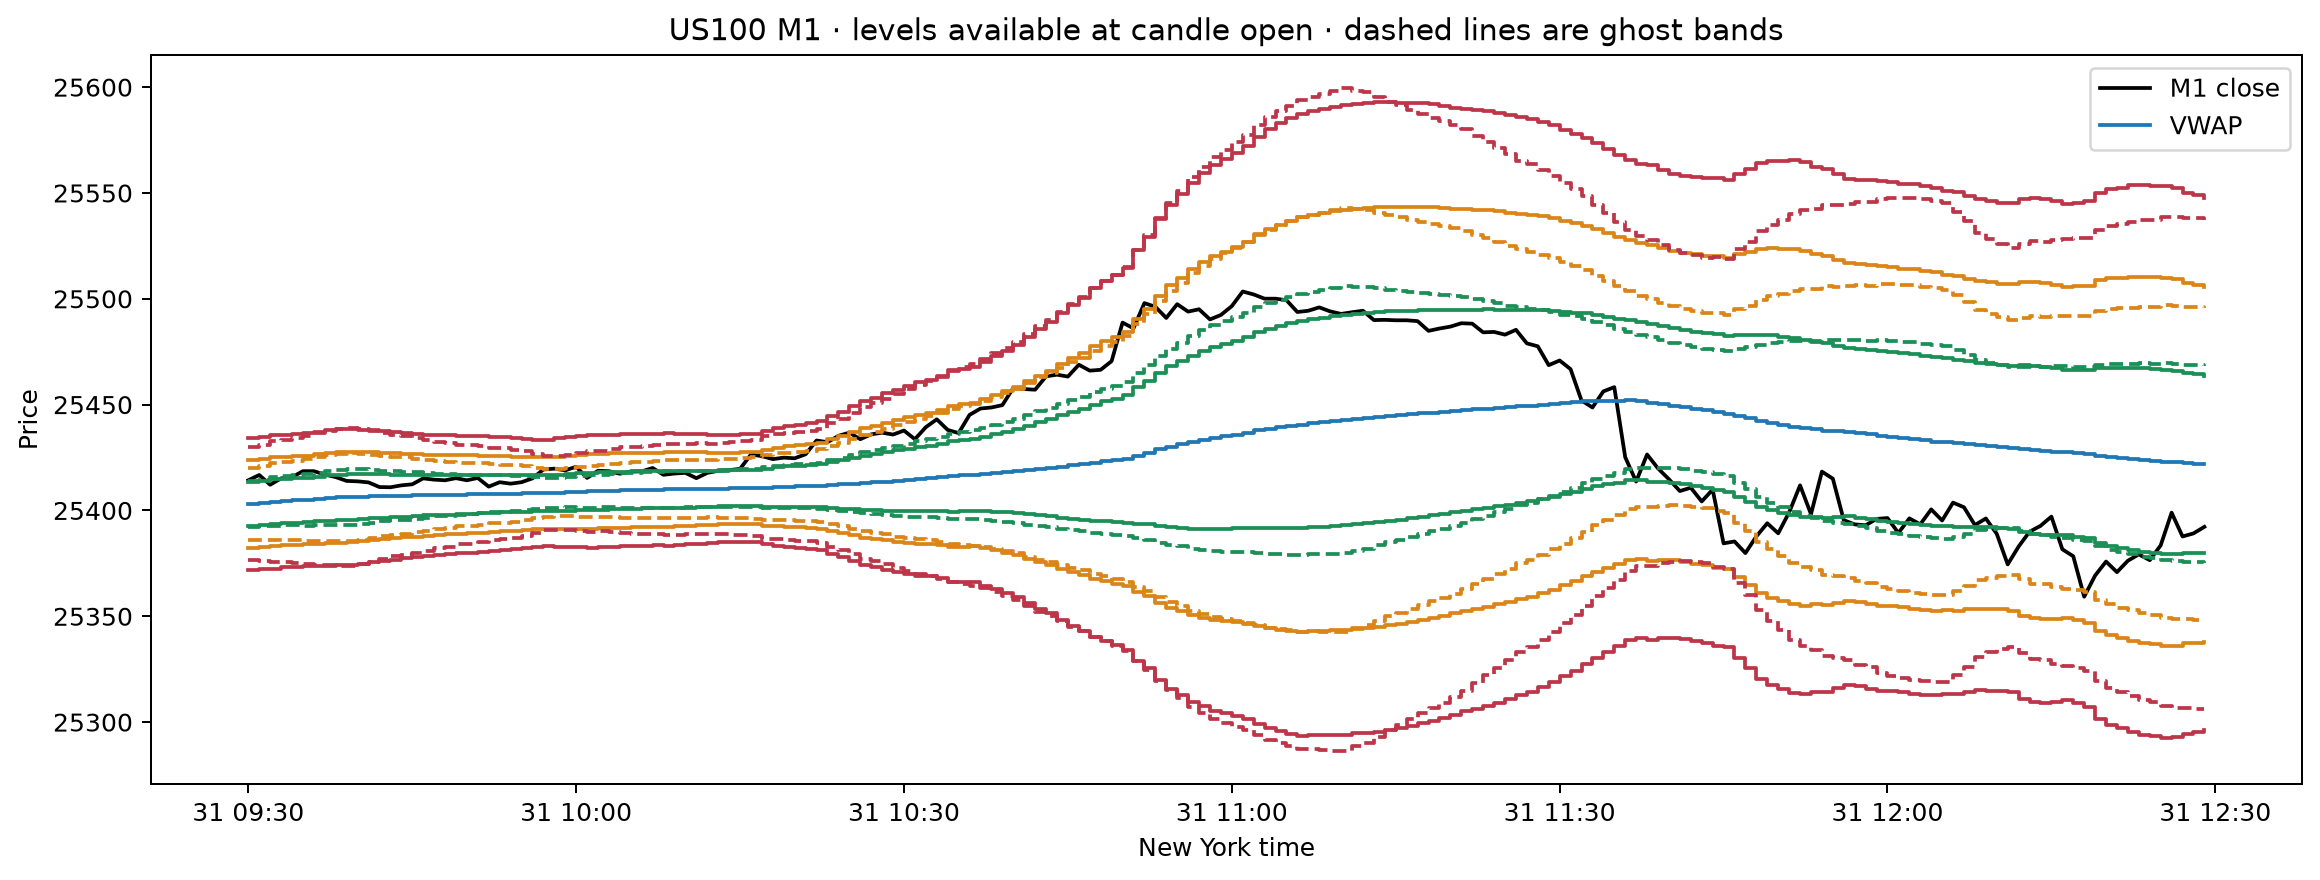 US100 M1 · levels available at candle open · dashed lines are ghost bands
M1 close
VWAP
25600
25550
25500
25450
25400
25350
25300
Price
31 09:30
31 10:00
31 10:30
31 11:00
31 11:30
31 12:00
31 12:30
New York time